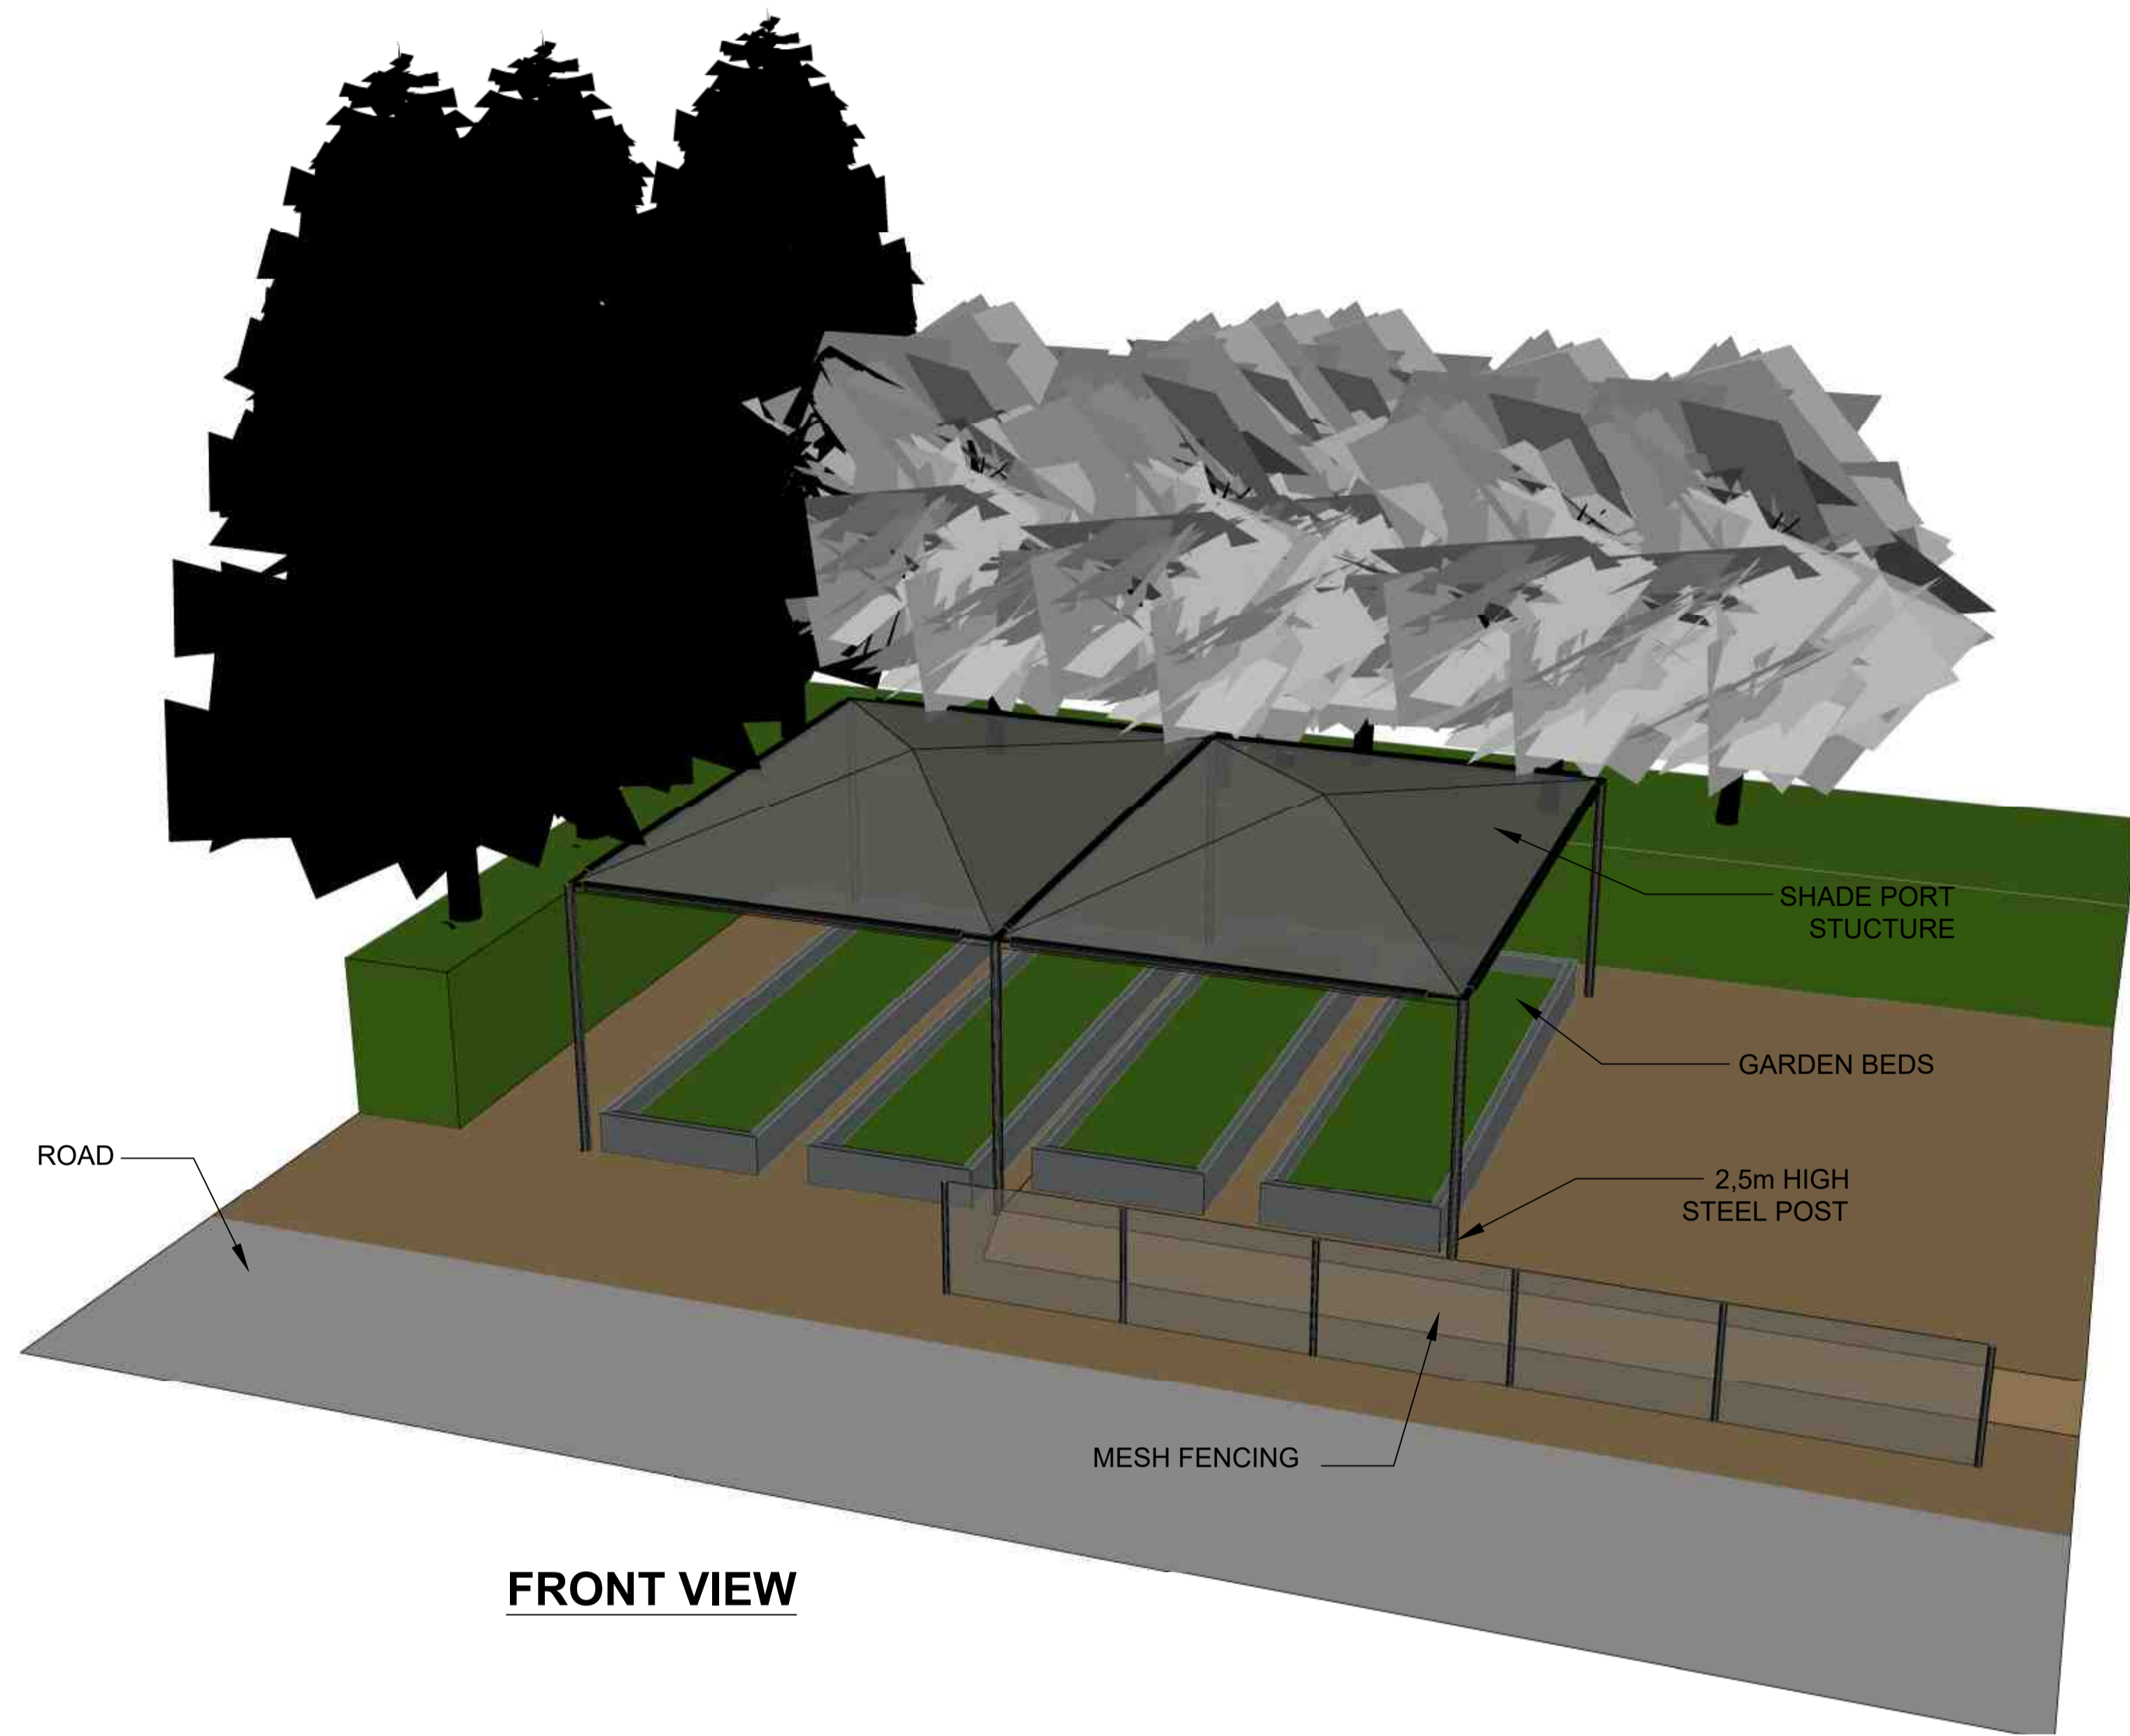 SHADE PORT
STUCTURE
GARDEN BEDS
ROAD
2,5m HIGH
STEEL POST
MESH FENCING
FRONT VIEW